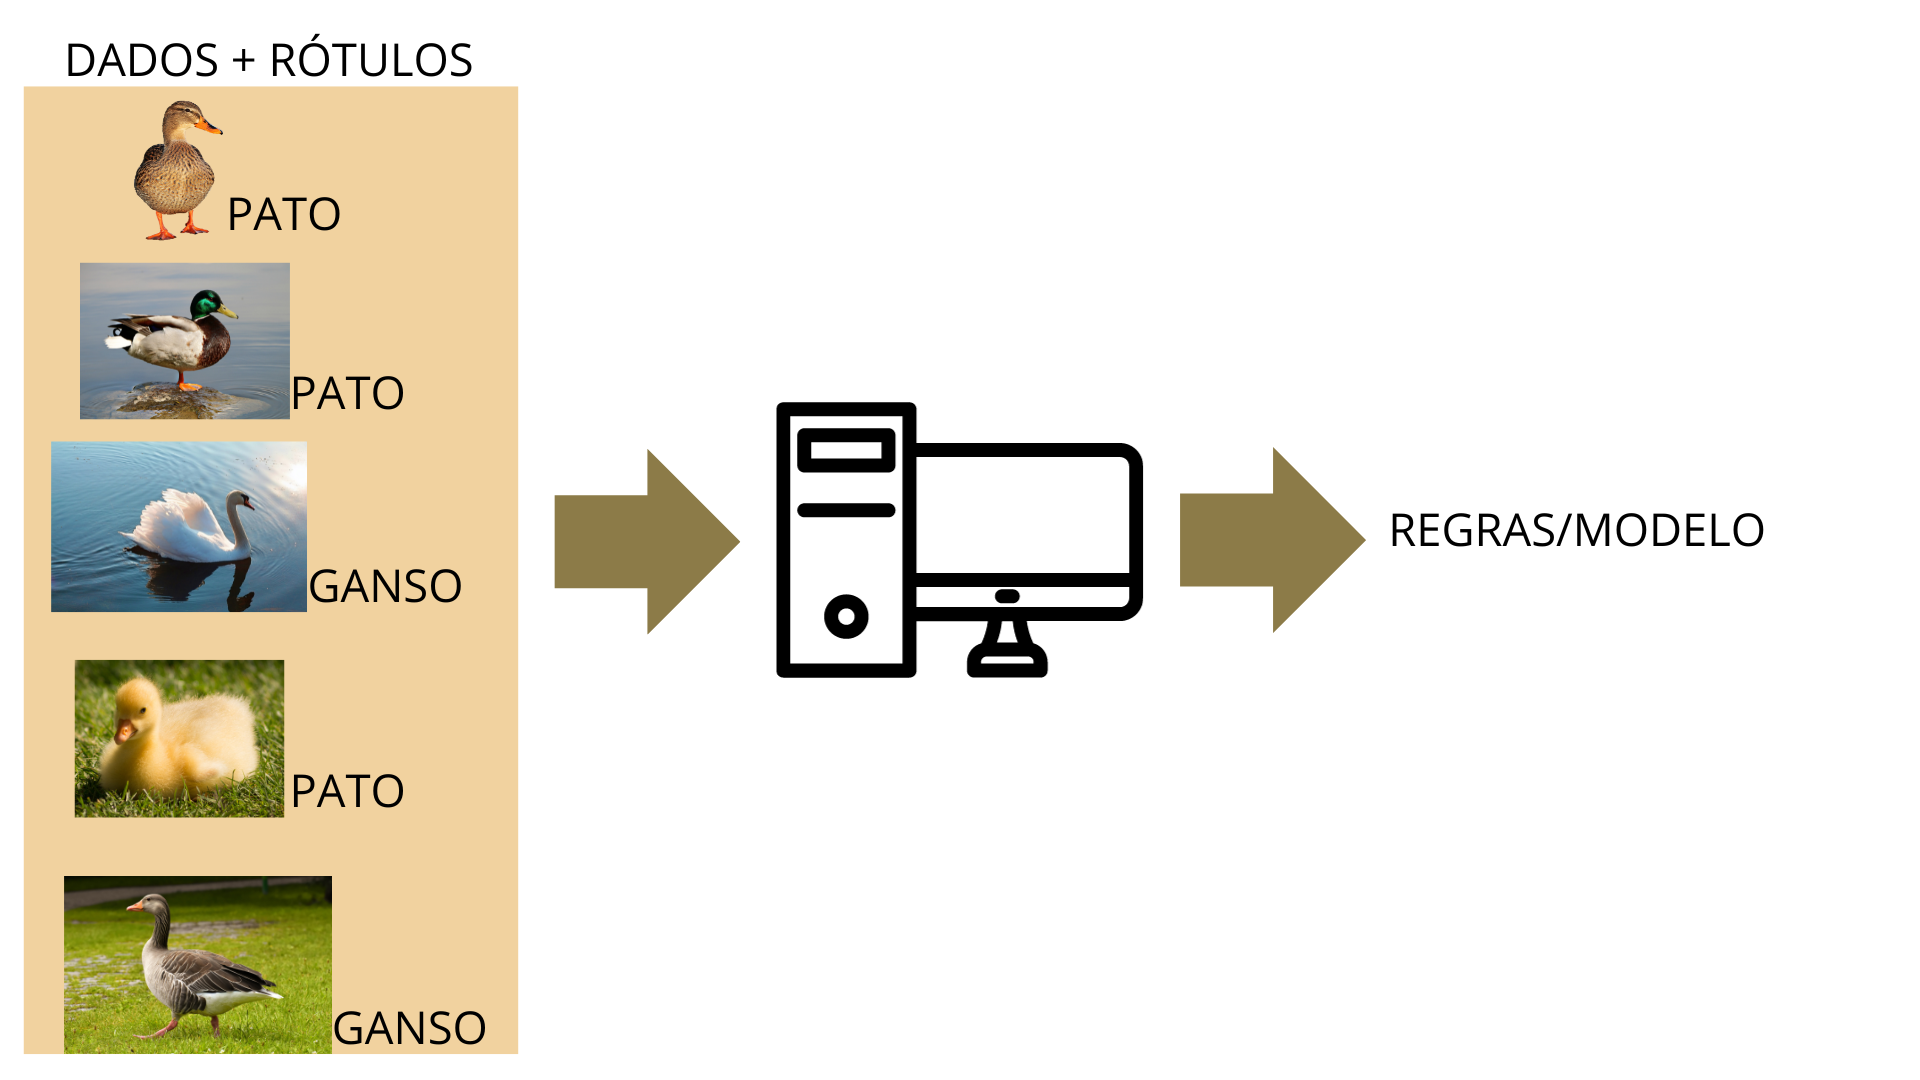 DADOS + RÓTULOS
PATO
PATO
GANSO
PATO
GANSO
REGRAS/MODELO